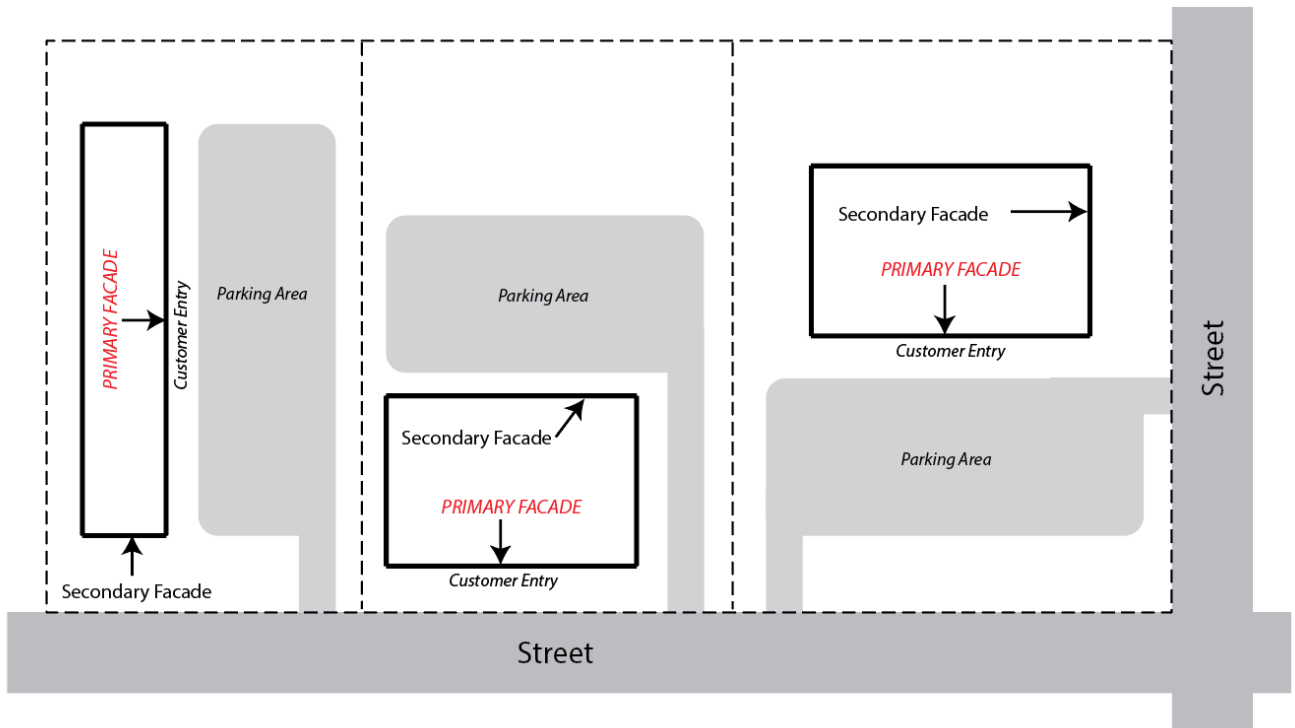 PRIMARY FACADE
Customer Entry
Parking Area
Secondary Facade
Parking Area
Secondary Facade
PRIMARY FACADE
Customer Entry
Secondary Facade
PRIMARY FACADE
Customer Entry
Parking Area
Street
Street